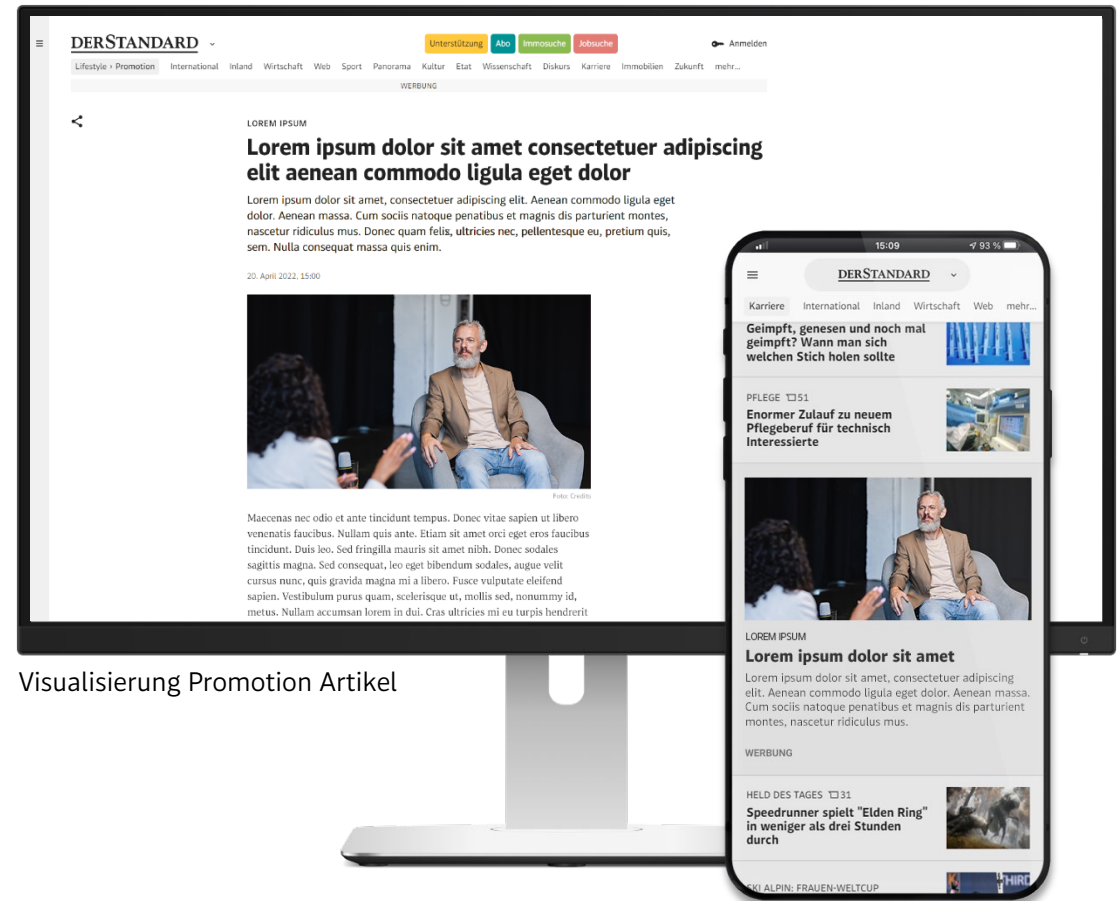 DERSTANDARD
Unterstützung Abo Immosuche Jobsuche
Anmelden
Lifestyle › Promotion International Inland Wirtschaft Web Sport Panorama Kultur Etat Wissenschaft Diskurs Karriere Immobilien Zukunft mehr...
WERBUNG
LOREM IPSUM
Lorem ipsum dolor sit amet consectetuer adipiscing
elit aenean commodo ligula eget dolor
Lorem ipsum dolor sit amet, consectetuer adipiscing elit. Aenean commodo ligula eget
dolor. Aenean massa. Cum sociis natoque penatibus et magnis dis parturient montes,
nascetur ridiculus mus. Donec quam felis, ultricies nec, pellentesque eu, pretium quis,
sem. Nulla consequat massa quis enim.
20. April 2022, 15:00
Foto: Credits
Maecenas nec odio et ante tincidunt tempus. Donec vitae sapien ut libero
venenatis faucibus. Nullam quis ante. Etiam sit amet orci eget eros faucibus
tincidunt. Duis leo. Sed fringilla mauris sit amet nibh. Donec sodales
sagittis magna. Sed consequat, leo eget bibendum sodales, augue velit
cursus nunc, quis gravida magna mi a libero. Fusce vulputate eleifend
sapien. Vestibulum purus quam, scelerisque ut, mollis sed, nonummy id,
metus. Nullam accumsan lorem in dui. Cras ultricies mi eu turpis hendrerit
Visualisierung Promotion Artikel
15:09
93 %
DERSTANDARD
Karriere International Inland Wirtschaft Web mehr...
Geimpft, genesen und noch mal
geimpft? Wann man sich
welchen Stich holen sollte
PFLEGE 51
Enormer Zulauf zu neuem
Pflegeberuf für technisch
Interessierte
LOREM IPSUM
Lorem ipsum dolor sit amet
Lorem ipsum dolor sit amet, consectetuer adipiscing
elit. Aenean commodo ligula eget dolor. Aenean massa.
Cum sociis natoque penatibus et magnis dis parturient
montes, nascetur ridiculus mus.
WERBUNG
HELD DES TAGES 31
Speedrunner spielt "Elden Ring"
in weniger als drei Stunden
durch
SKI ALPIN: FRAUEN-WELTCUP
THIRD